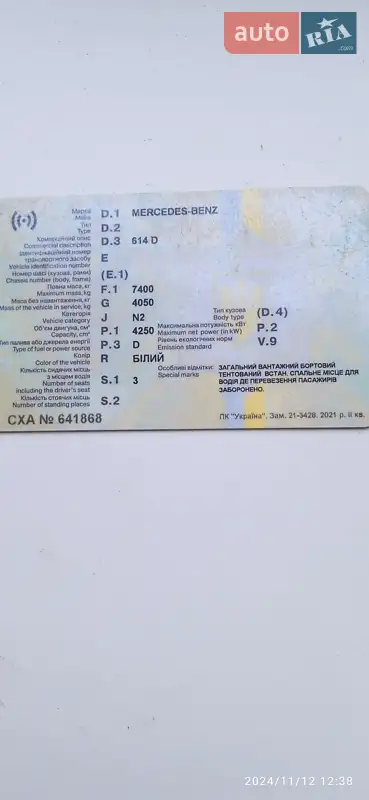 auto RIA .com
Марка D.1 MERCEDES-BENZ
Make
Тип D.2
Type
Комерційний опис D.3 614 D
Commercial description
Ідентифікаційний номер
транспортного засобу E
Vehicle identification number
Номер шасі (кузова, рами) (E.1)
Chassis number (body, frame)
Повна маса, кг F.1 7400
Maximum mass, kg
Маса без навантаження, кг G 4050
Mass of the vehicle in service, kg
Категорія J N2 Тип кузова (D.4)
Vehicle category Body type
Об'єм двигуна, см³ P.1 4250 Максимальна потужність кВт P.2
Capacity, cm³ Maximum net power (in kW)
Тип палива або джерела енергії P.3 D Рівень екологічних норм V.9
Type of fuel or power source Emission standard
Колір R БІЛИЙ
Color of the vehicle
Кількість сидячих місць S.1 3 Особливі відмітки: ЗАГАЛЬНИЙ ВАНТАЖНИЙ БОРТОВИЙ
з місцем водія Special marks ТЕНТОВАНИЙ ВСТАН. СПАЛЬНЕ МІСЦЕ ДЛЯ
Number of seats ВОДІЯ ДЕ ПЕРЕВЕЗЕННЯ ПАСАЖИРІВ
including the driver's seat ЗАБОРОНЕНО.
Кількість стоячих місць S.2
Number of standing places
СХА № 641868 ПК "Україна". Зам. 21-3428. 2021 р. II кв.
2024/11/12 12:38